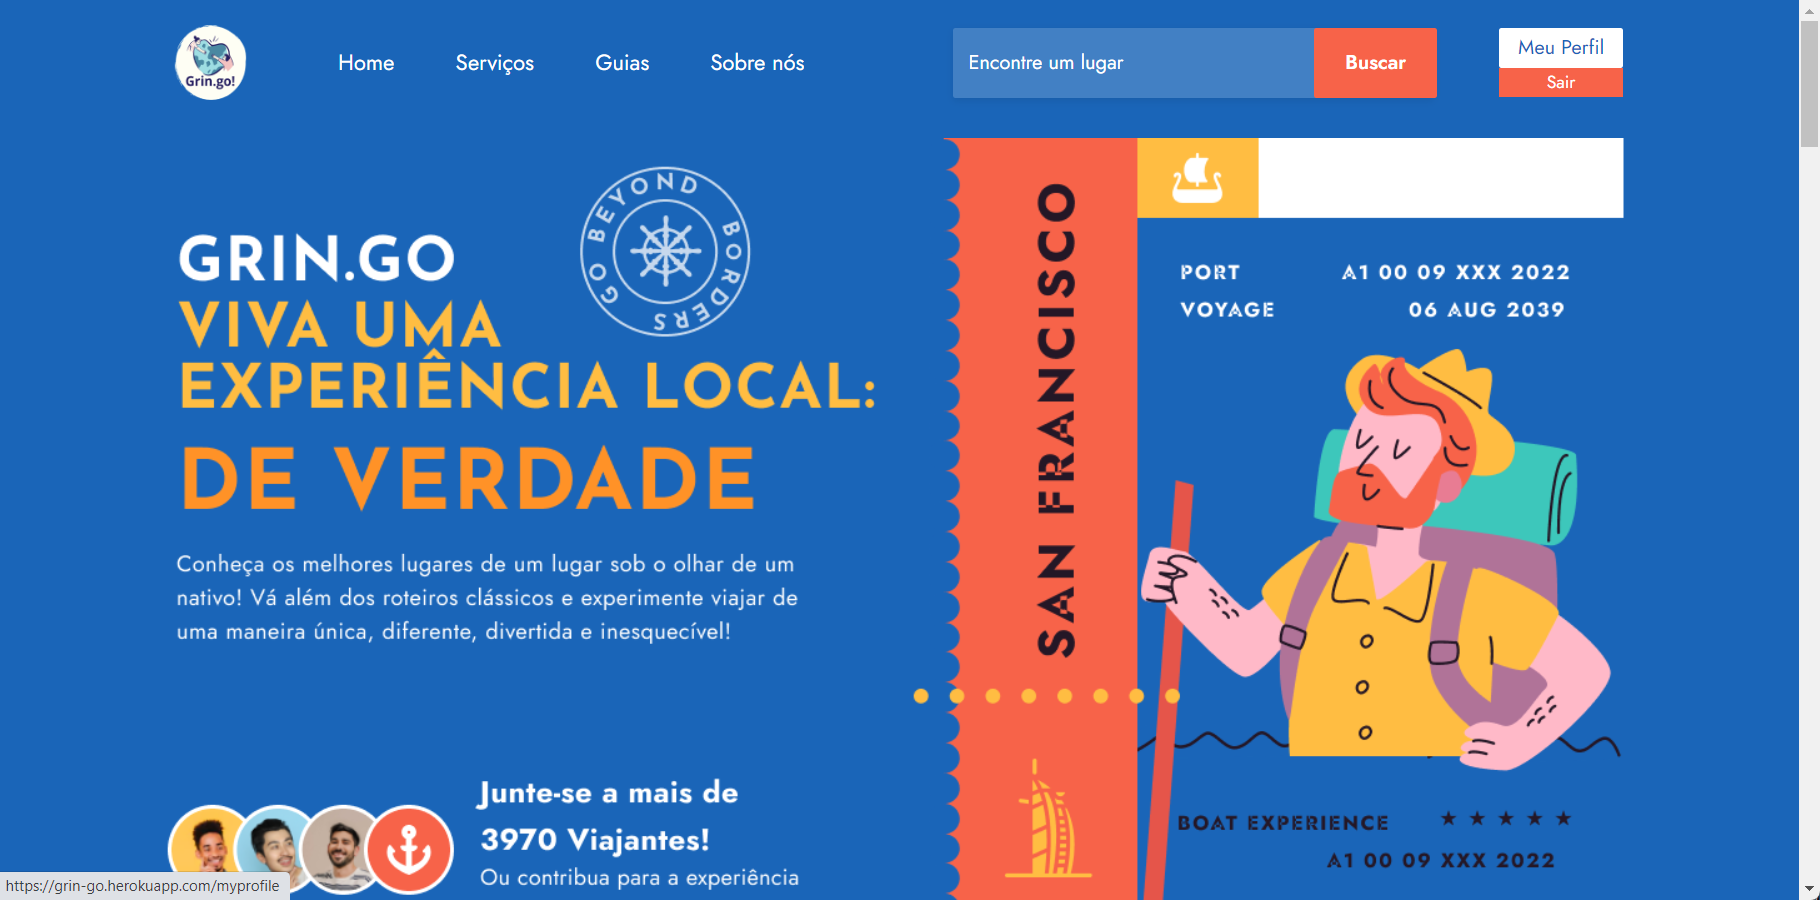 Grin.go!
Home
Serviços
Guias
Sobre nós
Encontre um lugar
Buscar
Meu Perfil
Sair
GO BEYOND BORDERS
GRIN.GO
VIVA UMA
EXPERIÊNCIA LOCAL:
DE VERDADE
Conheça os melhores lugares de um lugar sob o olhar de um
nativo! Vá além dos roteiros clássicos e experimente viajar de
uma maneira única, diferente, divertida e inesquecível!
Junte-se a mais de
3970 Viajantes!
Ou contribua para a experiência
SAN FRANCISCO
PORT
A1 00 09 XXX 2022
VOYAGE
06 AUG 2039
BOAT EXPERIENCE
★ ★ ★ ★ ★
A1 00 09 XXX 2022
https://grin-go.herokuapp.com/myprofile